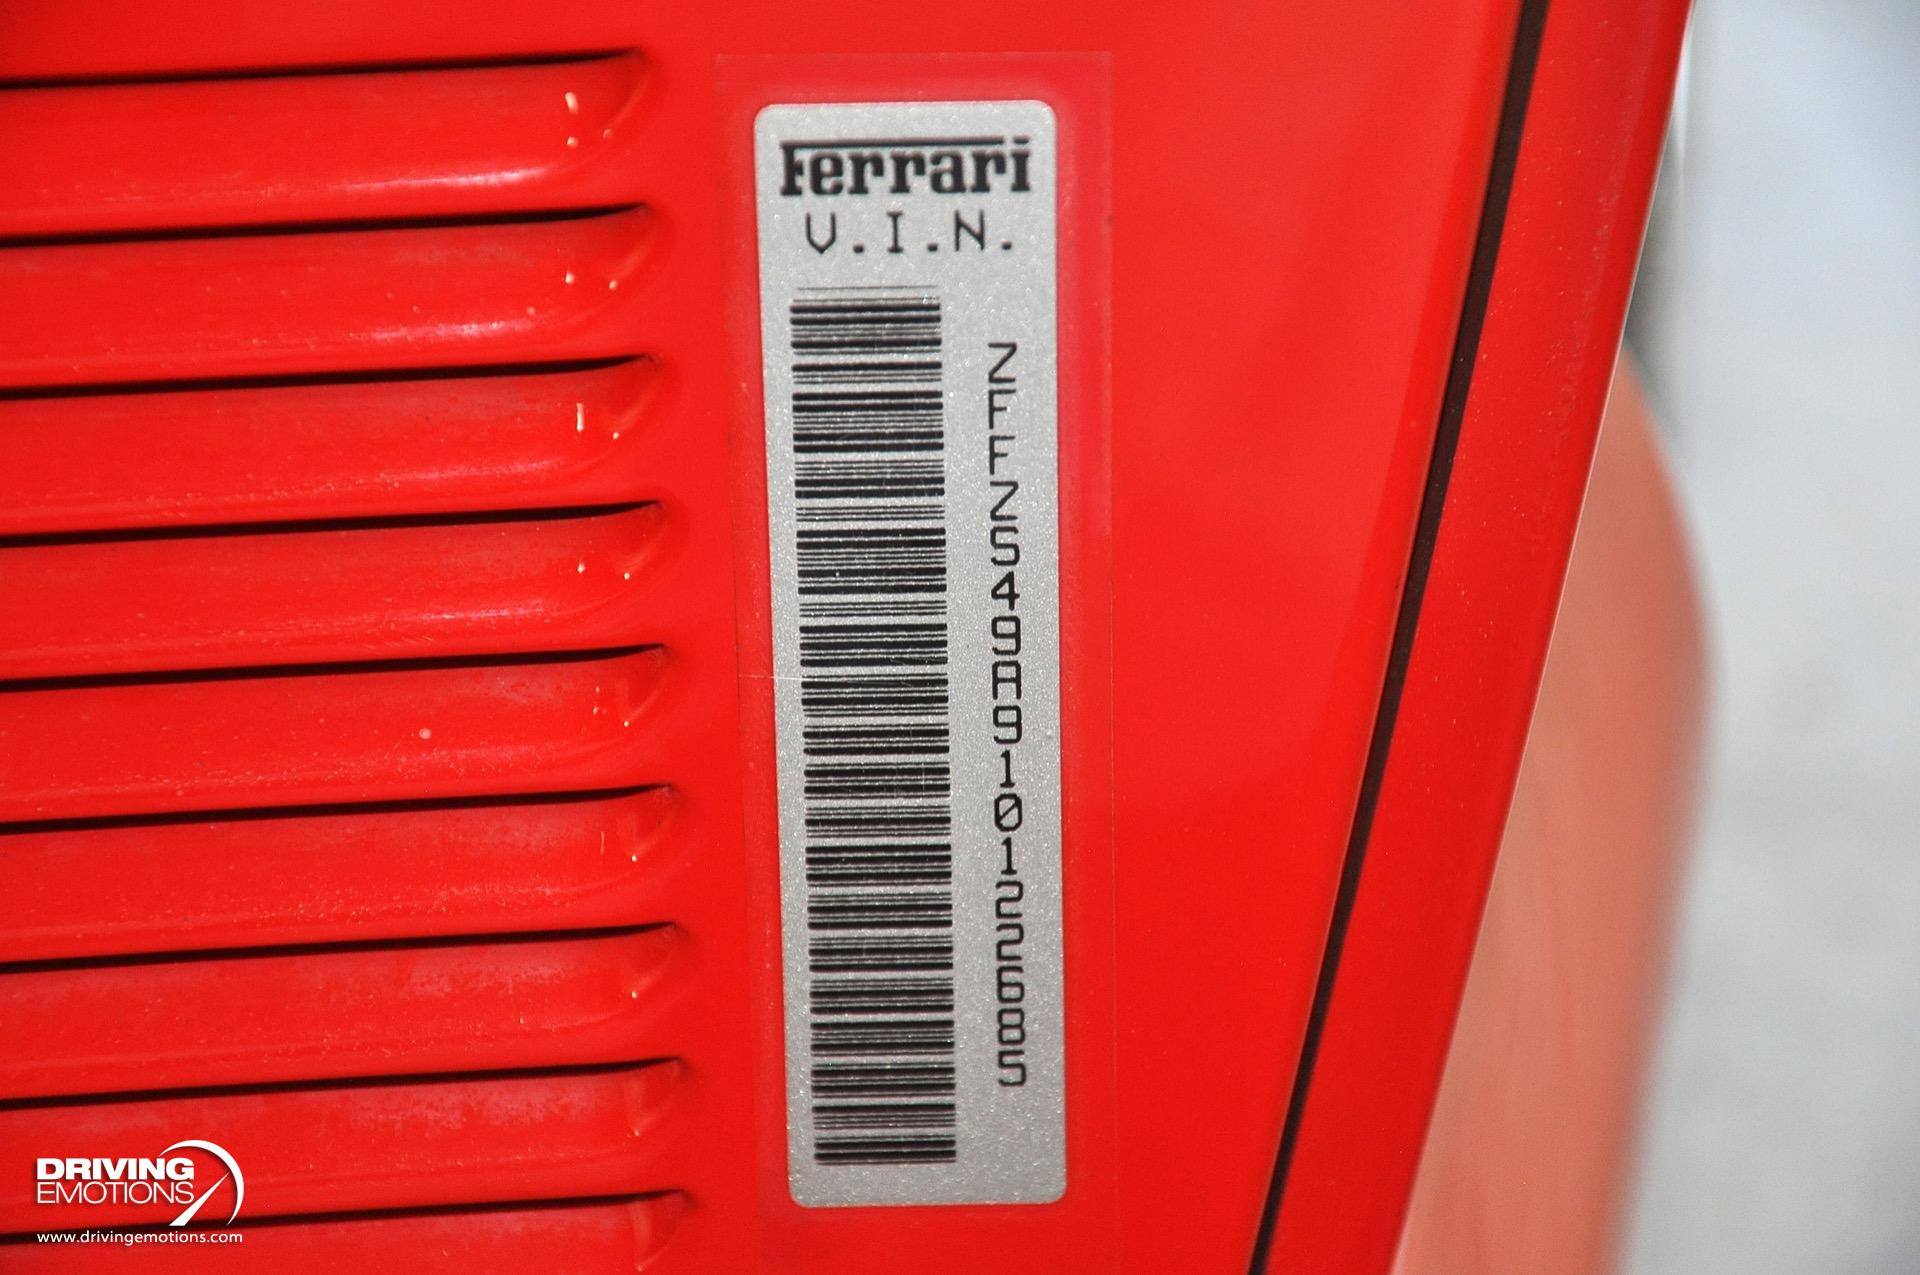 Ferrari
V.I.N.
ZFFZS49A910122685
DRIVING
EMOTIONS
www.drivingemotions.com